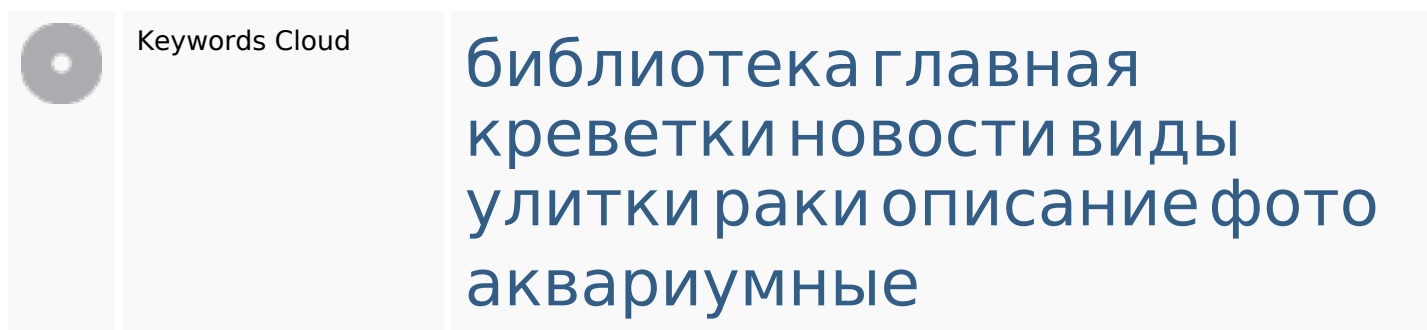 Keywords Cloud
библиотека главная
креветки новости виды
улитки раки описание фото
аквариумные